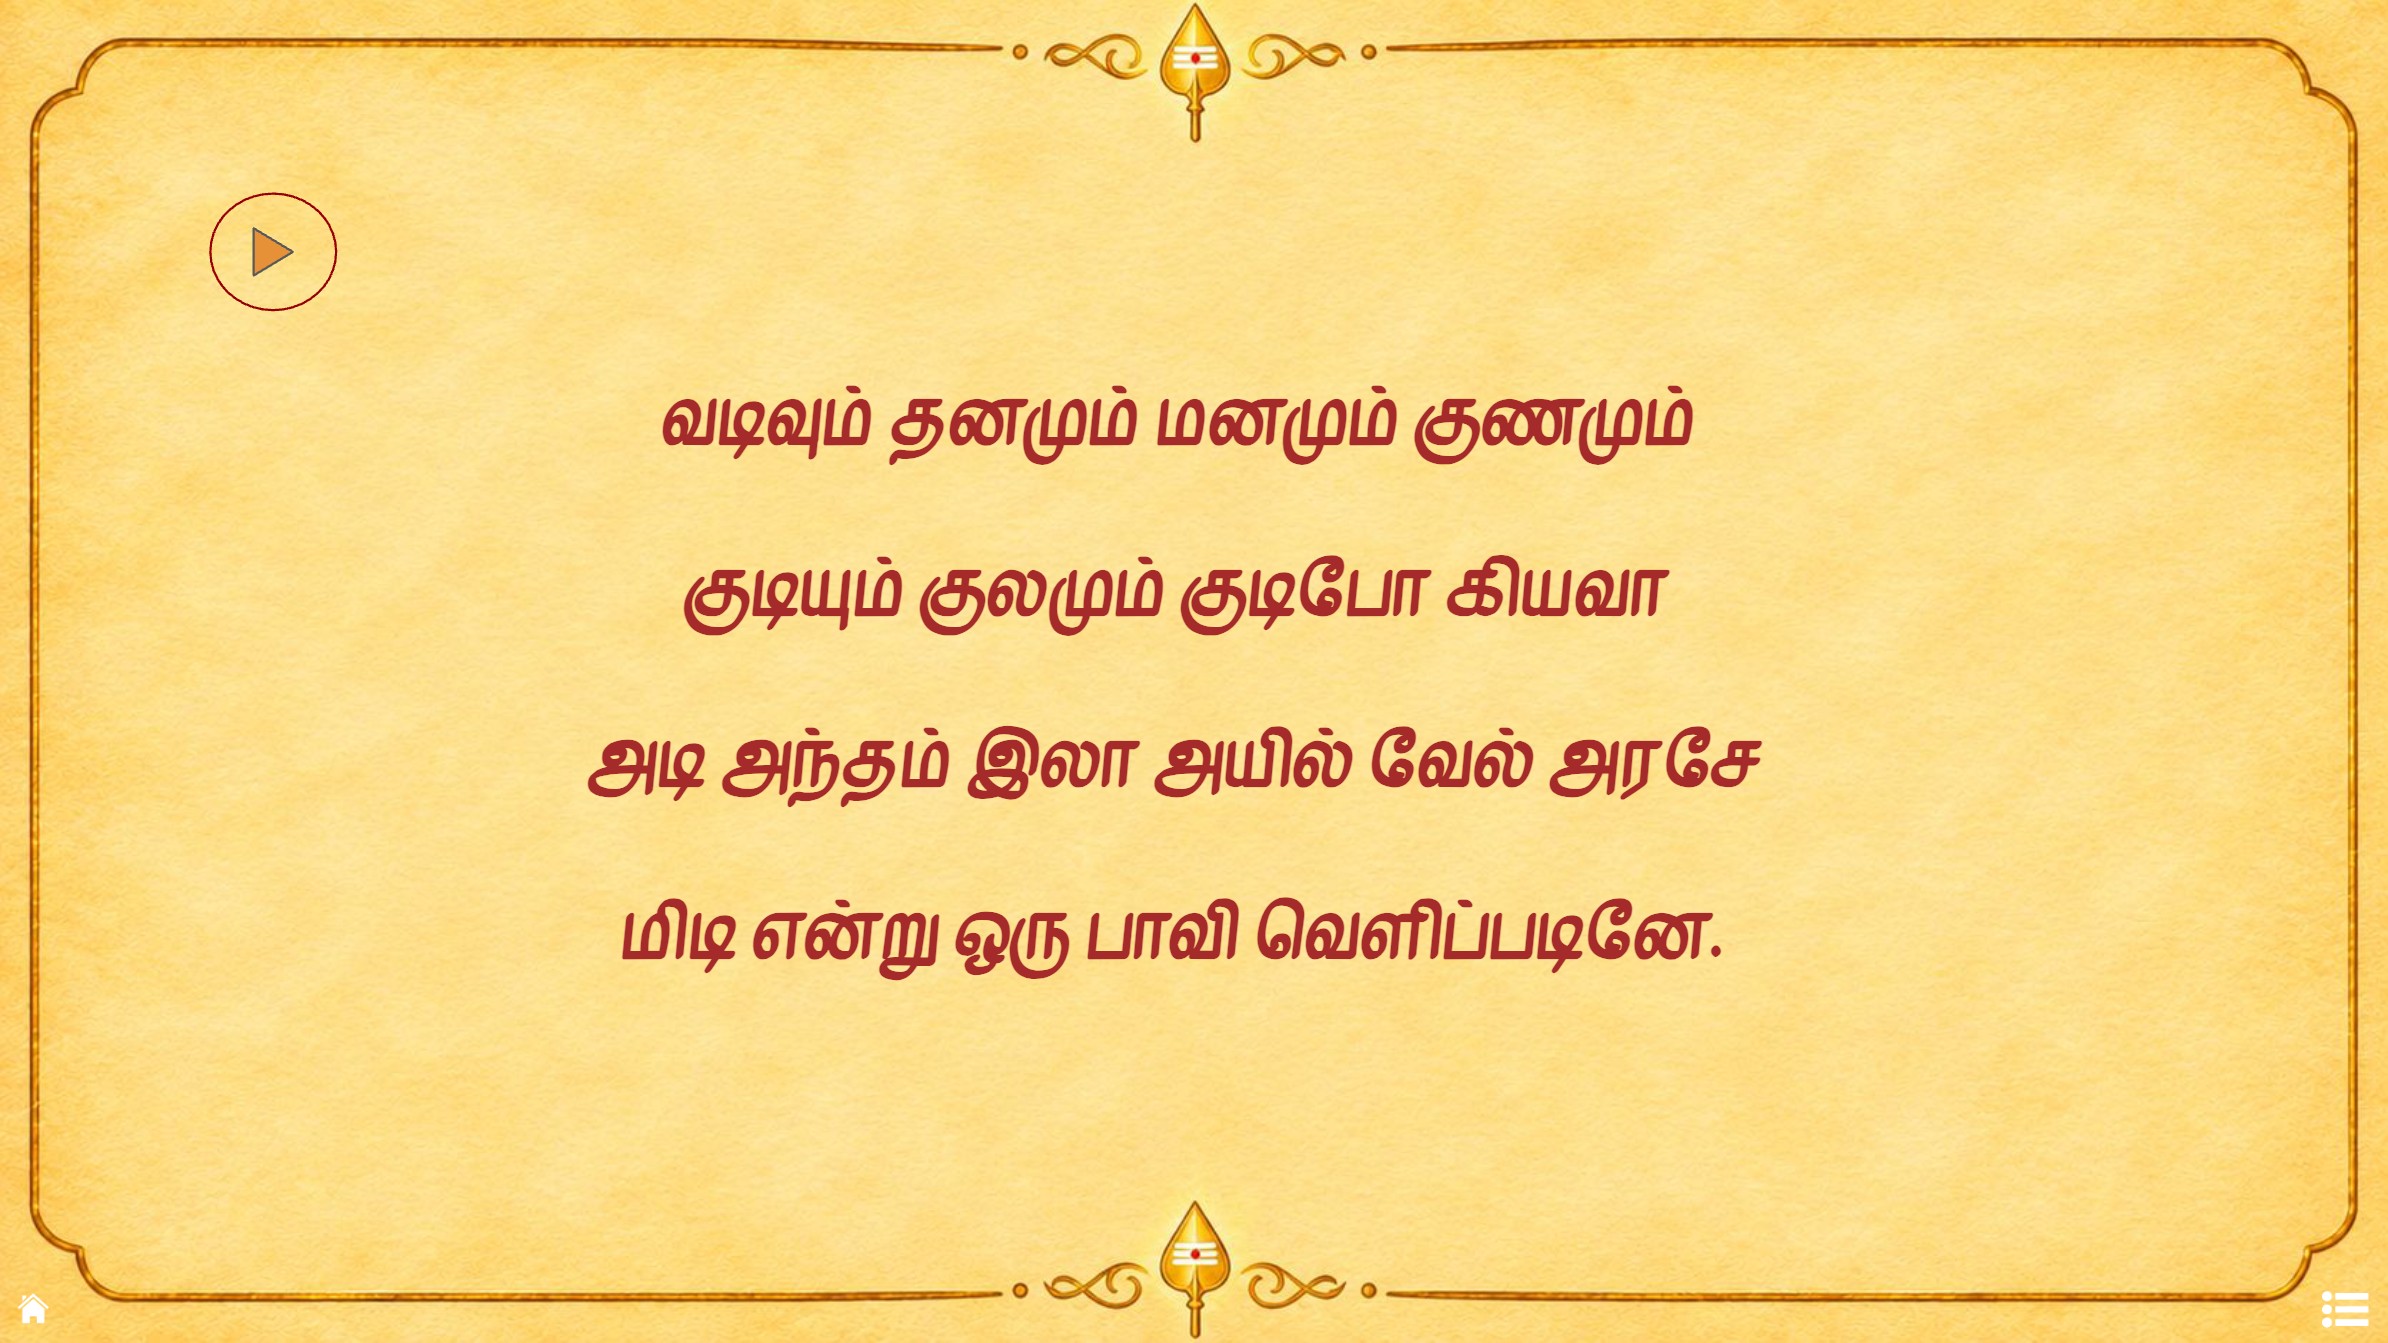 வடிவும் தனமும் மனமும் குணமும்
குடியும் குலமும் குடிபோ கியவா
அடி அந்தம் இலா அயில் வேல் அரசே
மிடி என்று ஒரு பாவி வெளிப்படினே.